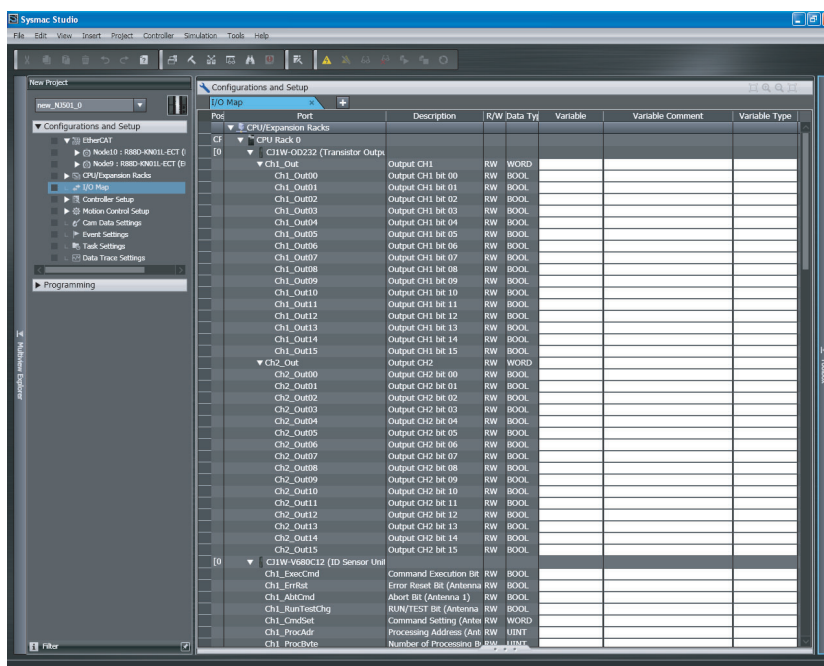 Sysmac Studio
File Edit View Insert Project Controller Simulation Tools Help
New Project
new_NJ501_0
Configurations and Setup
EtherCAT
Node10 : R88D-KN01L-ECT (
Node9 : R88D-KN01L-ECT (
CPU/Expansion Racks
I/O Map
Controller Setup
Motion Control Setup
Cam Data Settings
Event Settings
Task Settings
Data Trace Settings
Programming
Multiview Explorer
Filter
Configurations and Setup
I/O Map
Pos Port Description R/W Data Ty Variable Variable Comment Variable Type
CPU/Expansion Racks
CPU Rack 0
[0 CJ1W-OD232 (Transistor Outpu
Ch1_Out Output CH1 RW WORD
Ch1_Out00 Output CH1 bit 00 RW BOOL
Ch1_Out01 Output CH1 bit 01 RW BOOL
Ch1_Out02 Output CH1 bit 02 RW BOOL
Ch1_Out03 Output CH1 bit 03 RW BOOL
Ch1_Out04 Output CH1 bit 04 RW BOOL
Ch1_Out05 Output CH1 bit 05 RW BOOL
Ch1_Out06 Output CH1 bit 06 RW BOOL
Ch1_Out07 Output CH1 bit 07 RW BOOL
Ch1_Out08 Output CH1 bit 08 RW BOOL
Ch1_Out09 Output CH1 bit 09 RW BOOL
Ch1_Out10 Output CH1 bit 10 RW BOOL
Ch1_Out11 Output CH1 bit 11 RW BOOL
Ch1_Out12 Output CH1 bit 12 RW BOOL
Ch1_Out13 Output CH1 bit 13 RW BOOL
Ch1_Out14 Output CH1 bit 14 RW BOOL
Ch1_Out15 Output CH1 bit 15 RW BOOL
Ch2_Out Output CH2 RW WORD
Ch2_Out00 Output CH2 bit 00 RW BOOL
Ch2_Out01 Output CH2 bit 01 RW BOOL
Ch2_Out02 Output CH2 bit 02 RW BOOL
Ch2_Out03 Output CH2 bit 03 RW BOOL
Ch2_Out04 Output CH2 bit 04 RW BOOL
Ch2_Out05 Output CH2 bit 05 RW BOOL
Ch2_Out06 Output CH2 bit 06 RW BOOL
Ch2_Out07 Output CH2 bit 07 RW BOOL
Ch2_Out08 Output CH2 bit 08 RW BOOL
Ch2_Out09 Output CH2 bit 09 RW BOOL
Ch2_Out10 Output CH2 bit 10 RW BOOL
Ch2_Out11 Output CH2 bit 11 RW BOOL
Ch2_Out12 Output CH2 bit 12 RW BOOL
Ch2_Out13 Output CH2 bit 13 RW BOOL
Ch2_Out14 Output CH2 bit 14 RW BOOL
Ch2_Out15 Output CH2 bit 15 RW BOOL
[0 CJ1W-V680C12 (ID Sensor Unit
Ch1_ExecCmd Command Execution Bit RW BOOL
Ch1_ErrRst Error Reset Bit (Antenna RW BOOL
Ch1_AbtCmd Abort Bit (Antenna 1) RW BOOL
Ch1_RunTestChg RUN/TEST Bit (Antenna RW BOOL
Ch1_CmdSet Command Setting (Ante RW WORD
Ch1_ProcAdr Processing Address (Ant RW UINT
Ch1_ProcByte Number of Processing B RW UINT